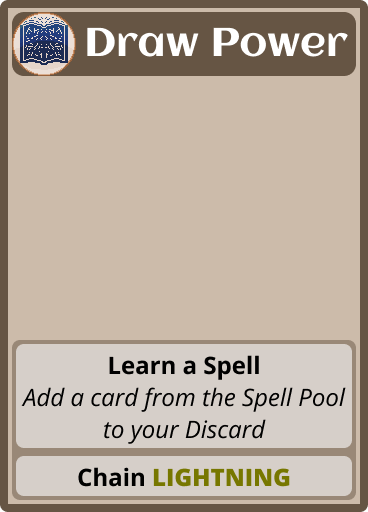 Draw Power
Learn a Spell
Add a card from the Spell Pool
to your Discard
Chain LIGHTNING